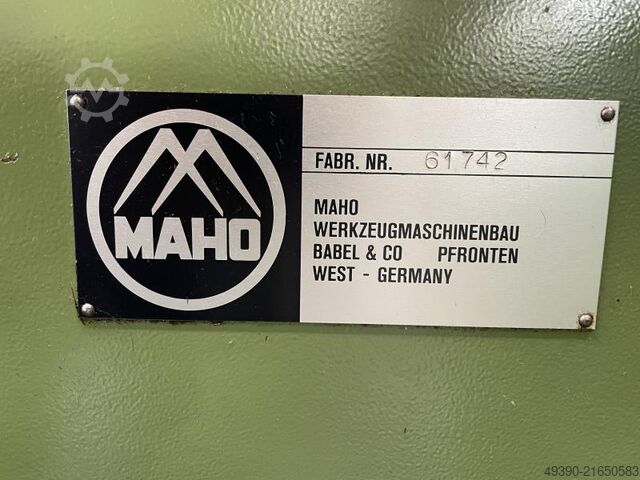 MAHO
FABR. NR. 61742
MAHO
WERKZEUGMASCHINENBAU
BABEL & CO PFRONTEN
WEST - GERMANY
49390-21650583